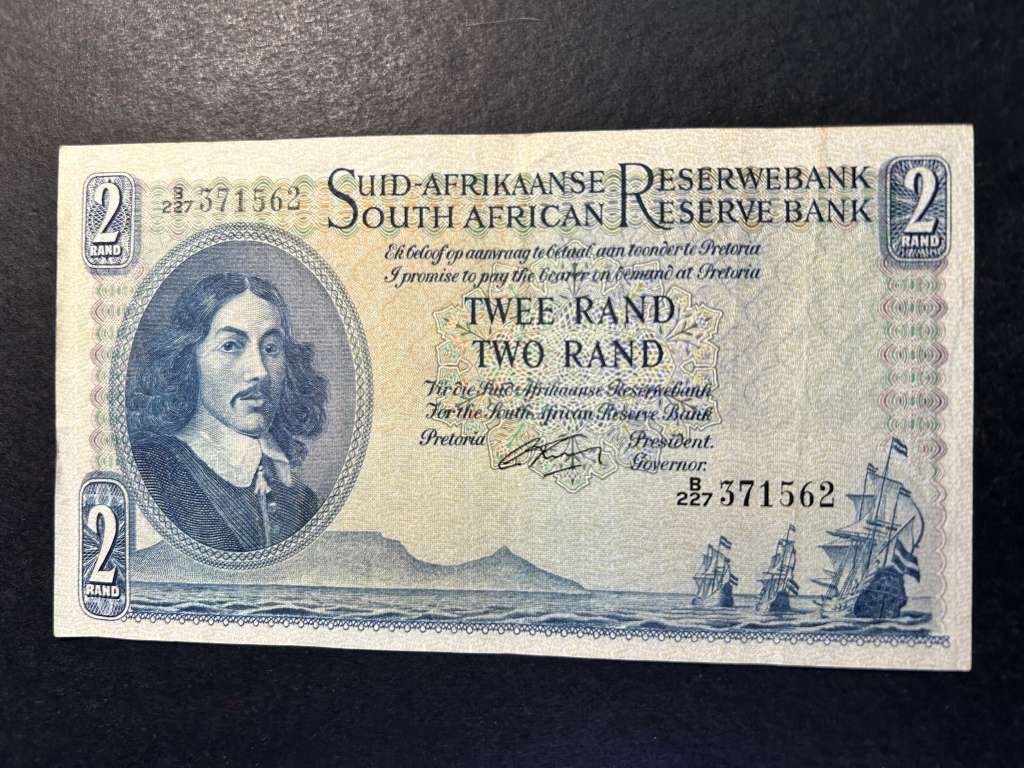 2
RAND
B/227 371562
SUID-AFRIKAANSE RESERWEBANK
SOUTH AFRICAN RESERVE BANK
2
RAND
Ek beloof op aanvraag te betaal aan toonder te Pretoria
I promise to pay the bearer on demand at Pretoria
TWEE RAND
TWO RAND
Vir die Suid-Afrikaanse Reserwebank
For the South African Reserve Bank
Pretoria President.
Governor.
B/227 371562
2
RAND